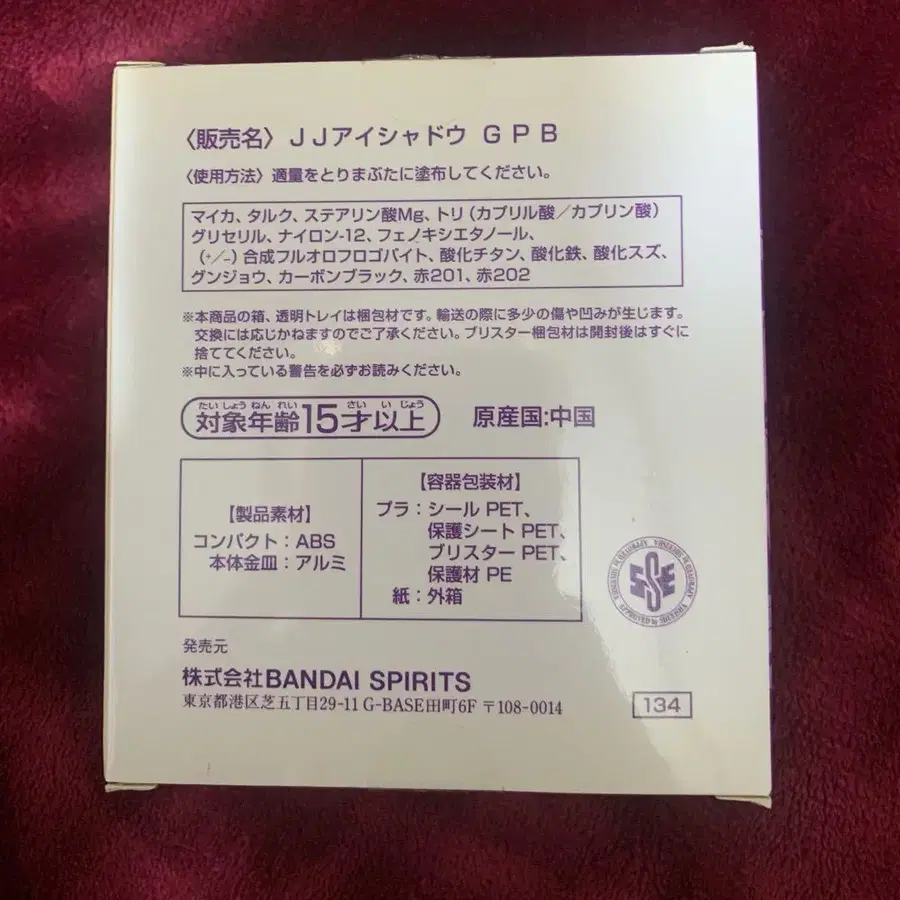 〈販売名〉JJアイシャドウ GPB
〈使用方法〉適量をとりまぶたに塗布してください。
マイカ、タルク、ステアリン酸Mg、トリ（カプリル酸／カプリン酸）
グリセリル、ナイロン-12、フェノキシエタノール、
（+／−）合成フルオロフロゴパイト、酸化チタン、酸化鉄、酸化スズ、
グンジョウ、カーボンブラック、赤201、赤202
※本商品の箱、透明トレイは梱包材です。輸送の際に多少の傷や凹みが生じます。
交換には応じかねますのでご了承ください。ブリスター梱包材は開封後はすぐに
捨ててください。
※中に入っている警告を必ずお読みください。
たいしょうねんれい さいいじょう
対象年齢15才以上 原産国:中国
【製品素材】
コンパクト：ABS
本体金皿：アルミ
【容器包装材】
プラ：シール PET、
保護シート PET、
ブリスター PET、
保護材 PE
紙：外箱
発売元
株式会社BANDAI SPIRITS
東京都港区芝五丁目29-11 G-BASE田町6F 〒108-0014
134